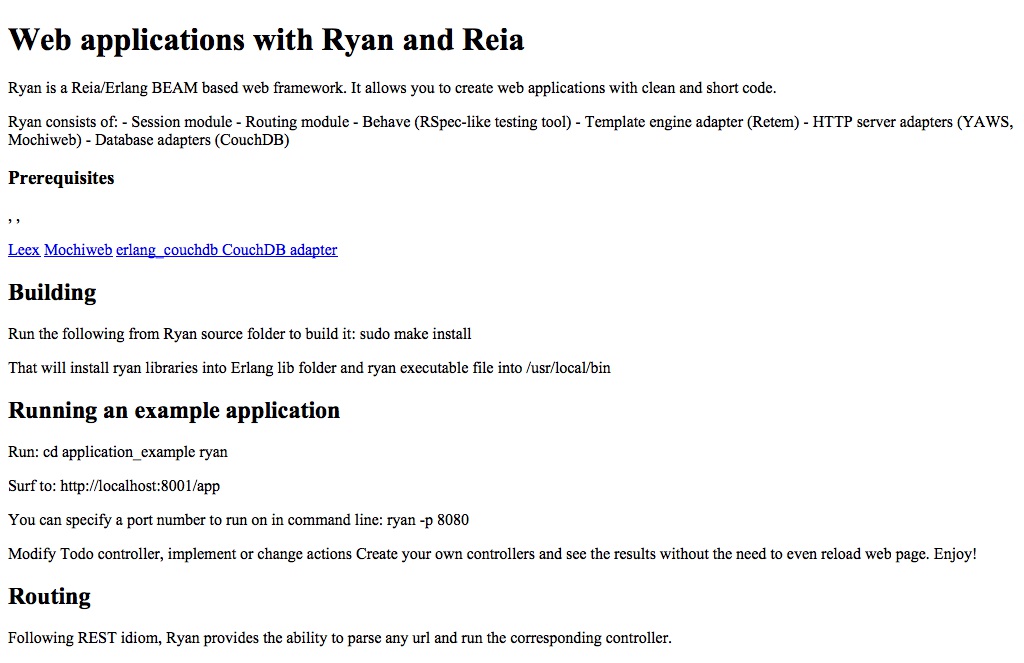 Web applications with Ryan and Reia
Ryan is a Reia/Erlang BEAM based web framework. It allows you to create web applications with clean and short code.
Ryan consists of: - Session module - Routing module - Behave (RSpec-like testing tool) - Template engine adapter (Retem) - HTTP server adapters (YAWS,
Mochiweb) - Database adapters (CouchDB)
Prerequisites
, ,
Leex Mochiweb erlang_couchdb CouchDB adapter
Building
Run the following from Ryan source folder to build it: sudo make install
That will install ryan libraries into Erlang lib folder and ryan executable file into /usr/local/bin
Running an example application
Run: cd application_example ryan
Surf to: http://localhost:8001/app
You can specify a port number to run on in command line: ryan -p 8080
Modify Todo controller, implement or change actions Create your own controllers and see the results without the need to even reload web page. Enjoy!
Routing
Following REST idiom, Ryan provides the ability to parse any url and run the corresponding controller.